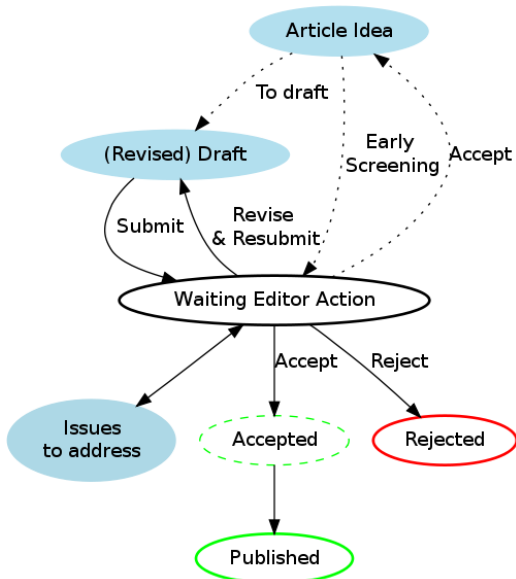 Article Idea
To draft
Early
Screening
Accept
(Revised) Draft
Submit
Revise
& Resubmit
Waiting Editor Action
Accept
Reject
Issues
to address
Accepted
Rejected
Published